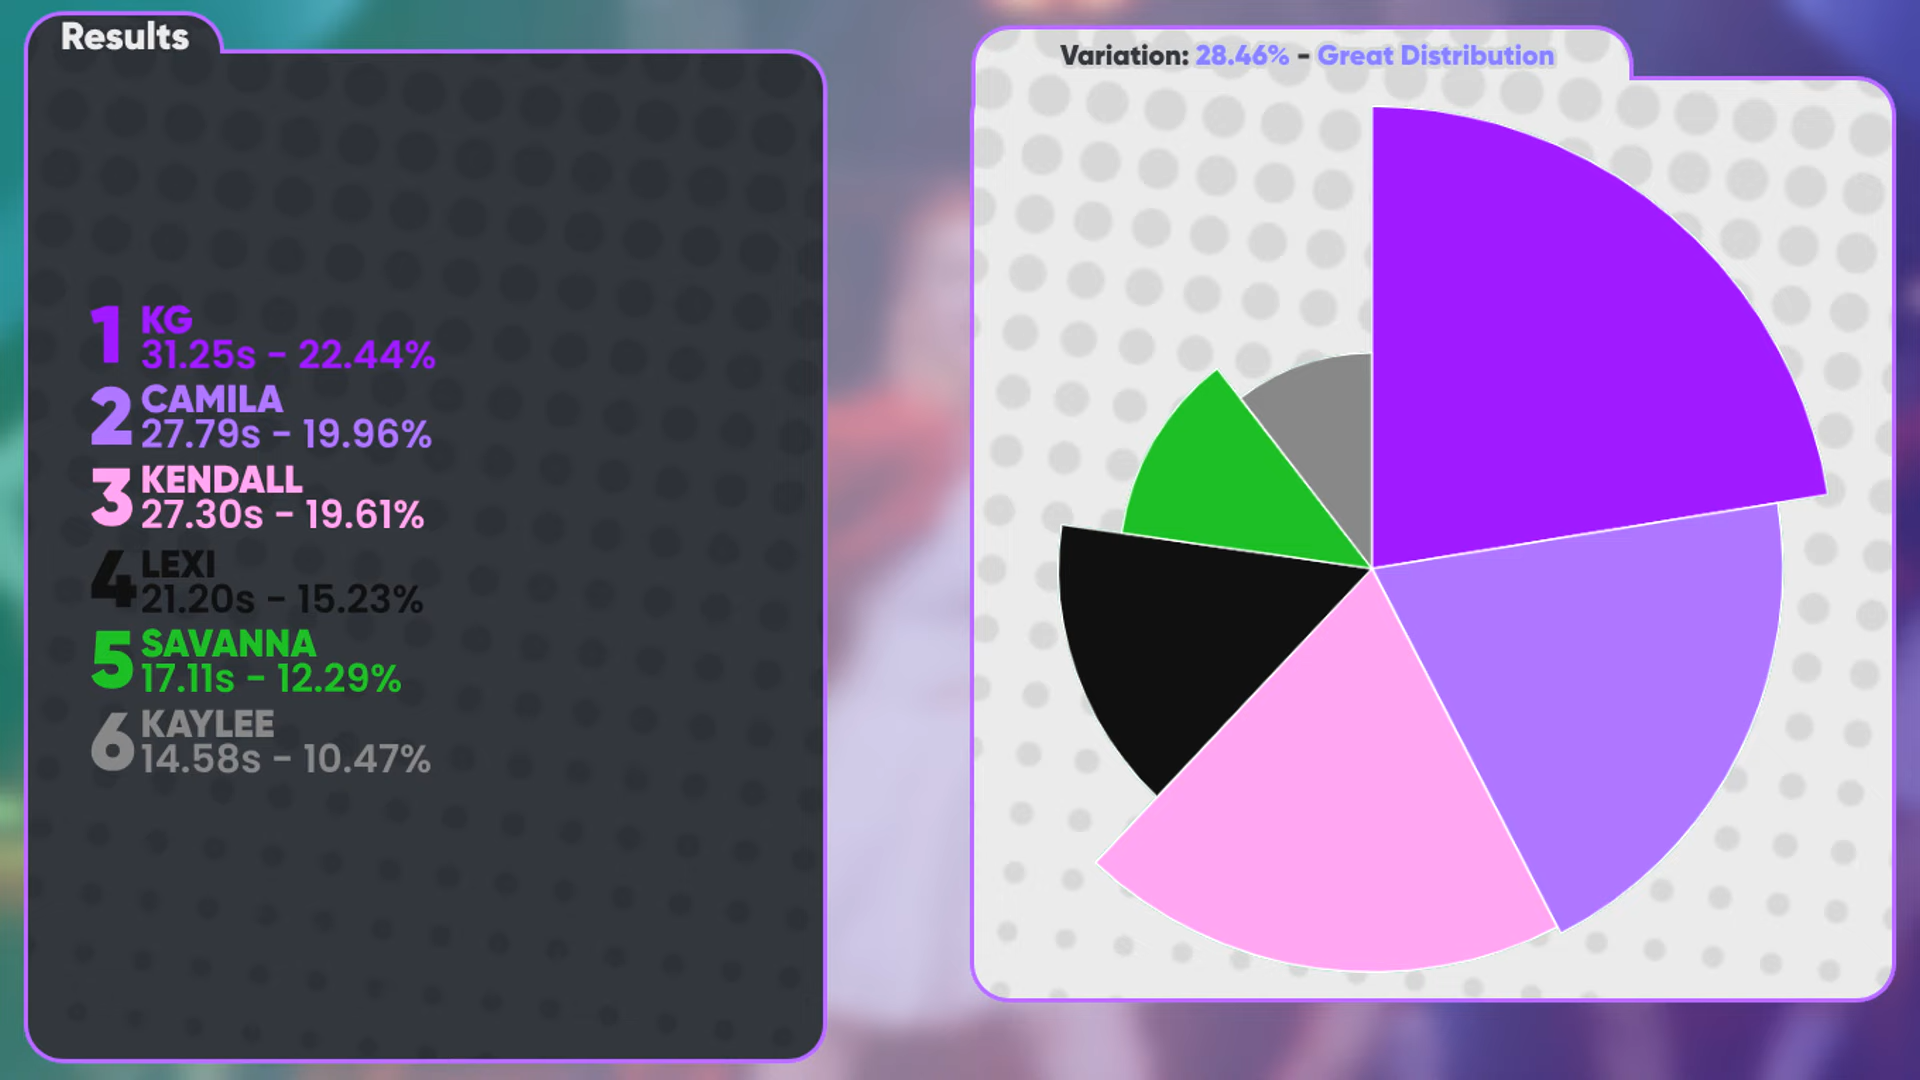 Results
1 KG
31.25s - 22.44%
2 CAMILA
27.79s - 19.96%
3 KENDALL
27.30s - 19.61%
4 LEXI
21.20s - 15.23%
5 SAVANNA
17.11s - 12.29%
6 KAYLEE
14.58s - 10.47%
Variation: 28.46% - Great Distribution